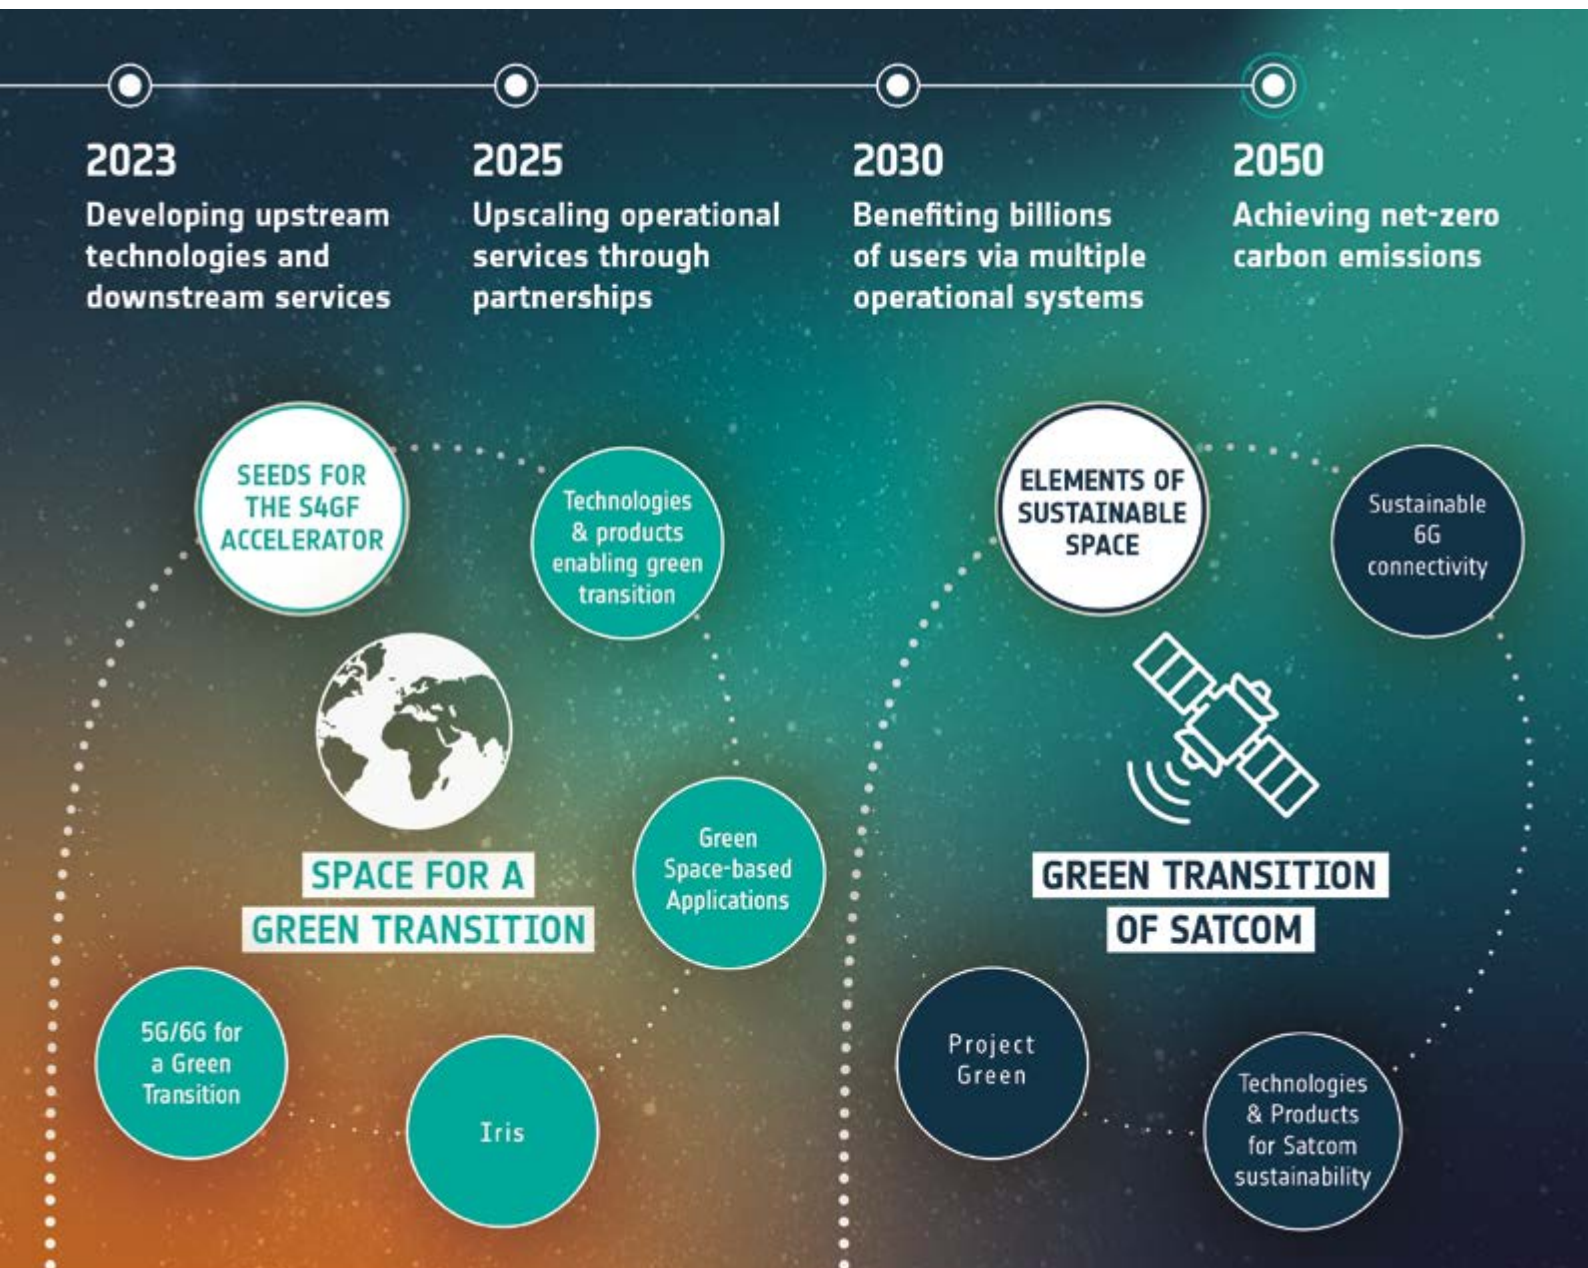 2023
Developing upstream
technologies and
downstream services
2025
Upscaling operational
services through
partnerships
2030
Benefiting billions
of users via multiple
operational systems
2050
Achieving net-zero
carbon emissions
SEEDS FOR
THE S4GF
ACCELERATOR
Technologies
& products
enabling green
transition
Green
Space-based
Applications
SPACE FOR A
GREEN TRANSITION
5G/6G for
a Green
Transition
Iris
ELEMENTS OF
SUSTAINABLE
SPACE
Sustainable
6G
connectivity
GREEN TRANSITION
OF SATCOM
Project
Green
Technologies
& Products
for Satcom
sustainability